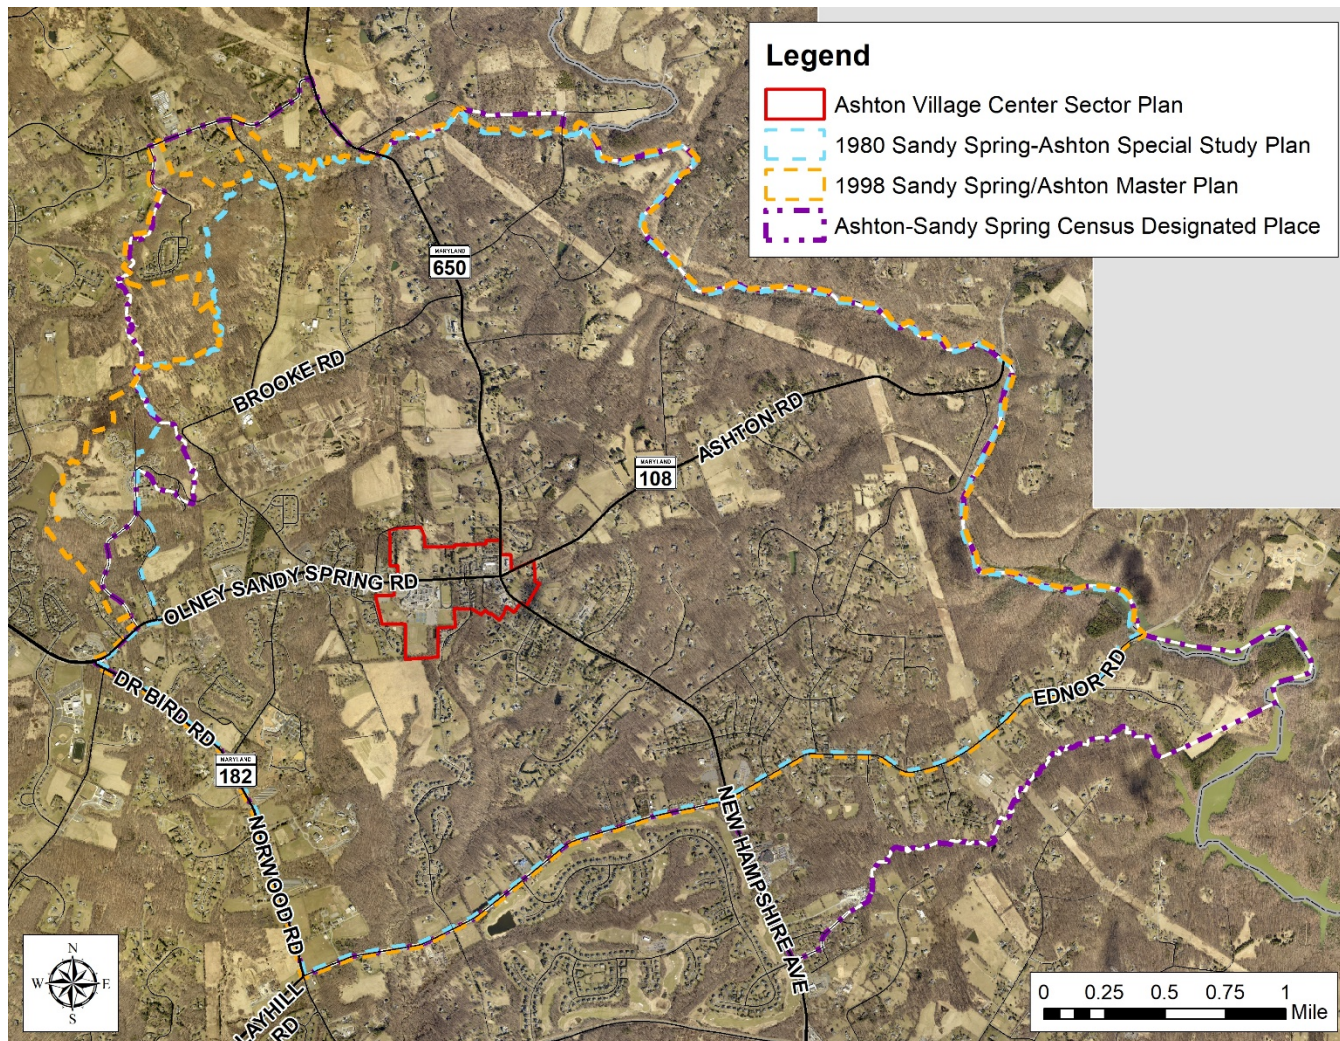 Legend
Ashton Village Center Sector Plan
1980 Sandy Spring-Ashton Special Study Plan
1998 Sandy Spring/Ashton Master Plan
Ashton-Sandy Spring Census Designated Place
MARYLAND
650
BROOKE RD
ASHTON RD
MARYLAND
108
OLNEY SANDY SPRING RD
DR BIRD RD
EDNOR RD
MARYLAND
182
NORWOOD RD
NEW HAMPSHIRE AVE
LAYHILL
RD
N
W E
S
0 0.25 0.5 0.75 1
Mile